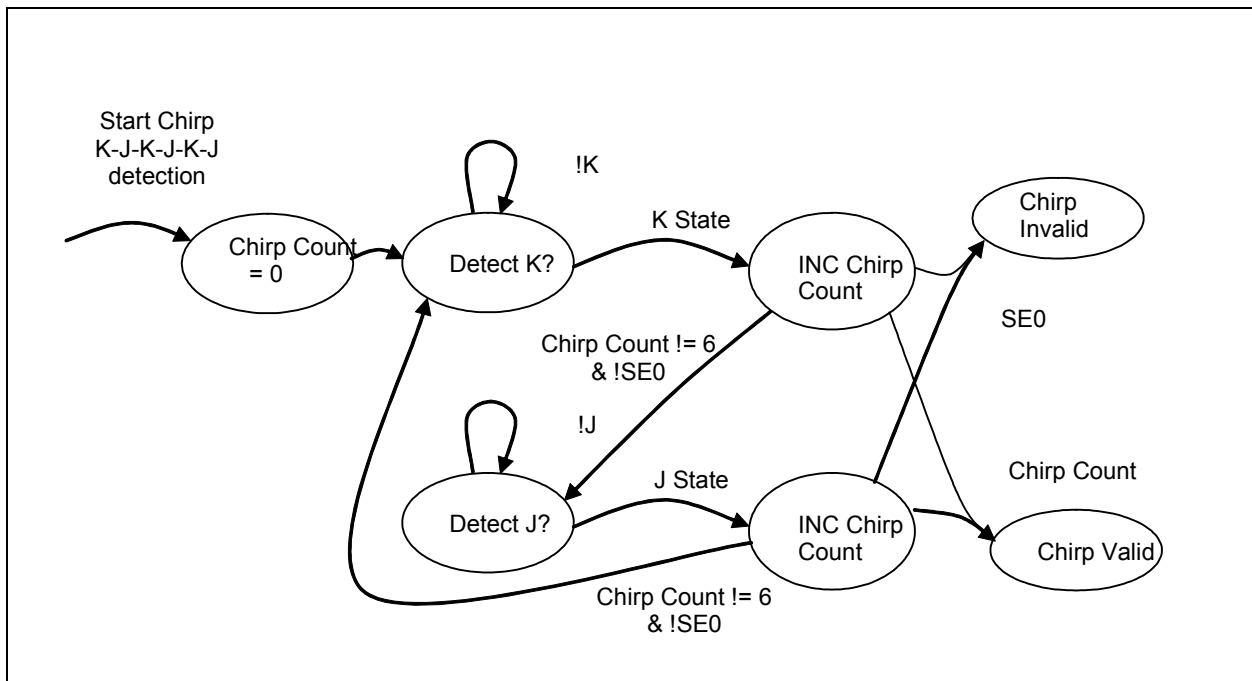 Start Chirp
K-J-K-J-K-J
detection
!K
Chirp Count
= 0
Detect K?
K State
INC Chirp
Count
Chirp
Invalid
SE0
Chirp Count != 6
& !SE0
!J
Detect J?
J State
INC Chirp
Count
Chirp Count
Chirp Valid
Chirp Count != 6
& !SE0